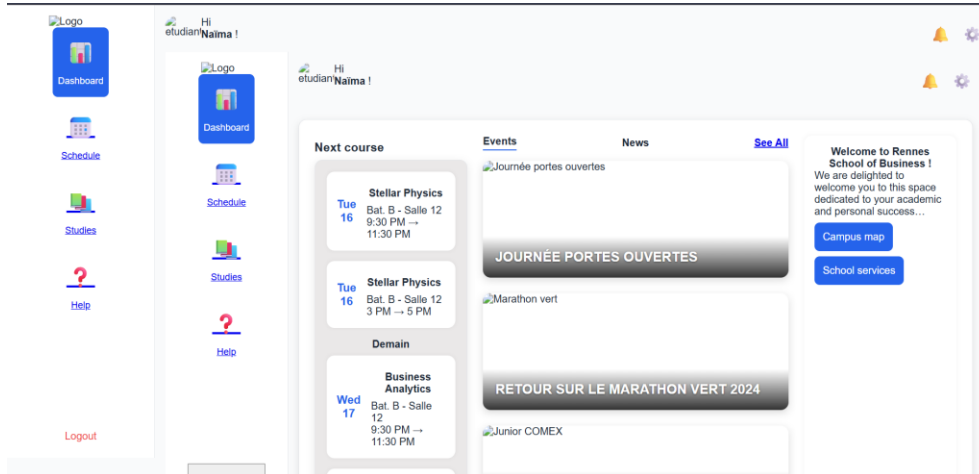 Logo
Dashboard
Schedule
Studies
Help
Logout
etudiant
Hi
Naïma !
Logo
Dashboard
Schedule
Studies
Help
etudiant
Hi
Naïma !
Next course
Tue
16
Stellar Physics
Bat. B - Salle 12
9:30 PM →
11:30 PM
Tue
16
Stellar Physics
Bat. B - Salle 12
3 PM → 5 PM
Demain
Wed
17
Business
Analytics
Bat. B - Salle
12
9:30 PM →
11:30 PM
Events
News
See All
Journée portes ouvertes
JOURNÉE PORTES OUVERTES
Marathon vert
RETOUR SUR LE MARATHON VERT 2024
Junior COMEX
Welcome to Rennes
School of Business !
We are delighted to
welcome you to this space
dedicated to your academic
and personal success…
Campus map
School services